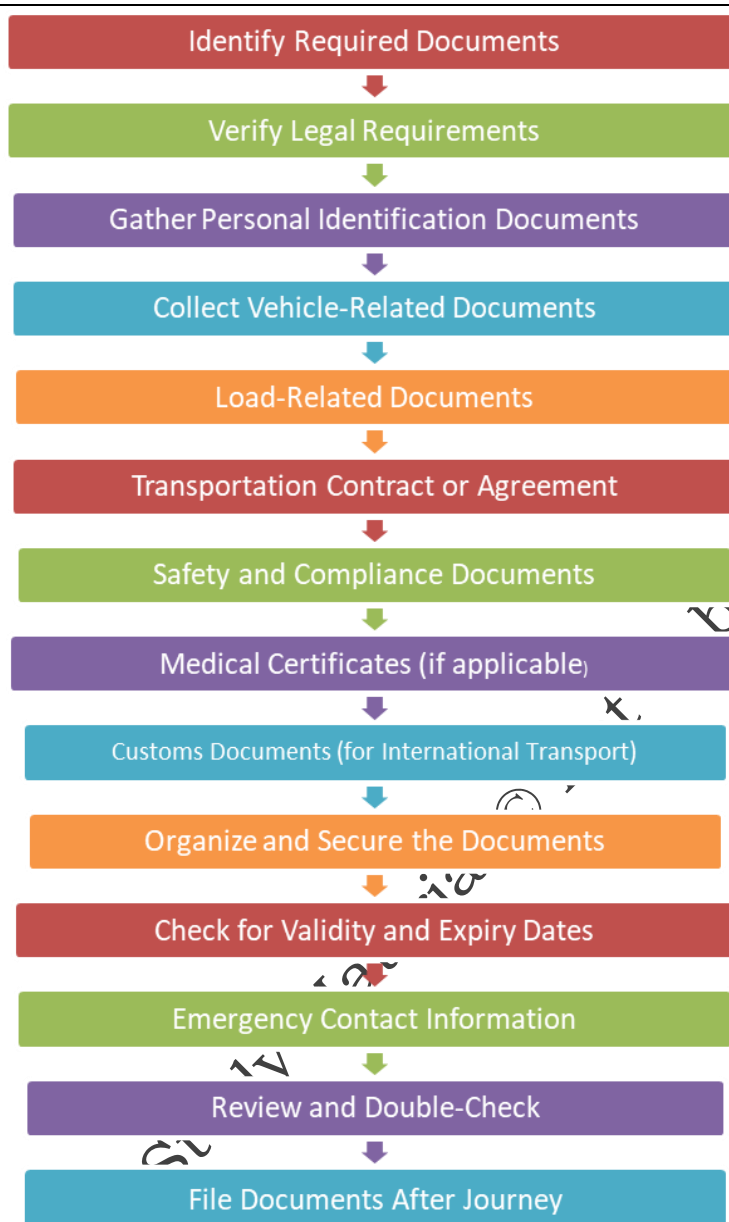 Identify Required Documents
Verify Legal Requirements
Gather Personal Identification Documents
Collect Vehicle-Related Documents
Load-Related Documents
Transportation Contract or Agreement
Safety and Compliance Documents
Medical Certificates (if applicable)
Customs Documents (for International Transport)
Organize and Secure the Documents
Check for Validity and Expiry Dates
Emergency Contact Information
Review and Double-Check
File Documents After Journey